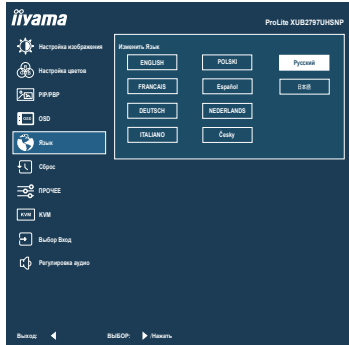 iiyama
ProLite XUB2797UHSNP
Настройка изображения
Настройка цветов
PIP/PBP
OSD
OSD
Язык
Сброс
ПРОЧЕЕ
KVM
KVM
Выбор Вход
Регулировка аудио
Изменить Язык
ENGLISH
POLSKI
Русский
FRANCAIS
Español
日本語
DEUTSCH
NEDERLANDS
ITALIANO
Česky
Выход:
ВЫБОР:
/Нажать